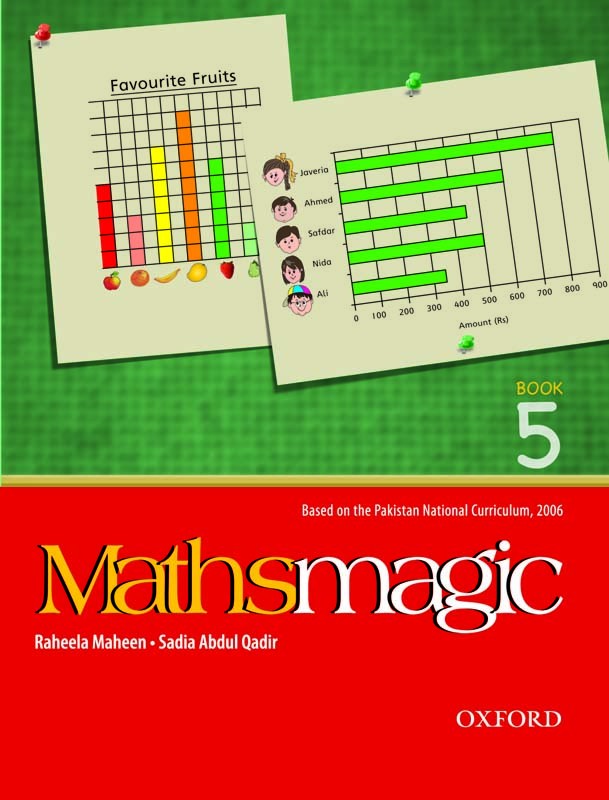 Favourite Fruits
Javeria
Ahmed
Safdar
Nida
Ali
0 100 200 300 400 500 600 700 800 900
Amount (Rs)
BOOK
5
Based on the Pakistan National Curriculum, 2006
Mathsmagic
Raheela Maheen • Sadia Abdul Qadir
OXFORD